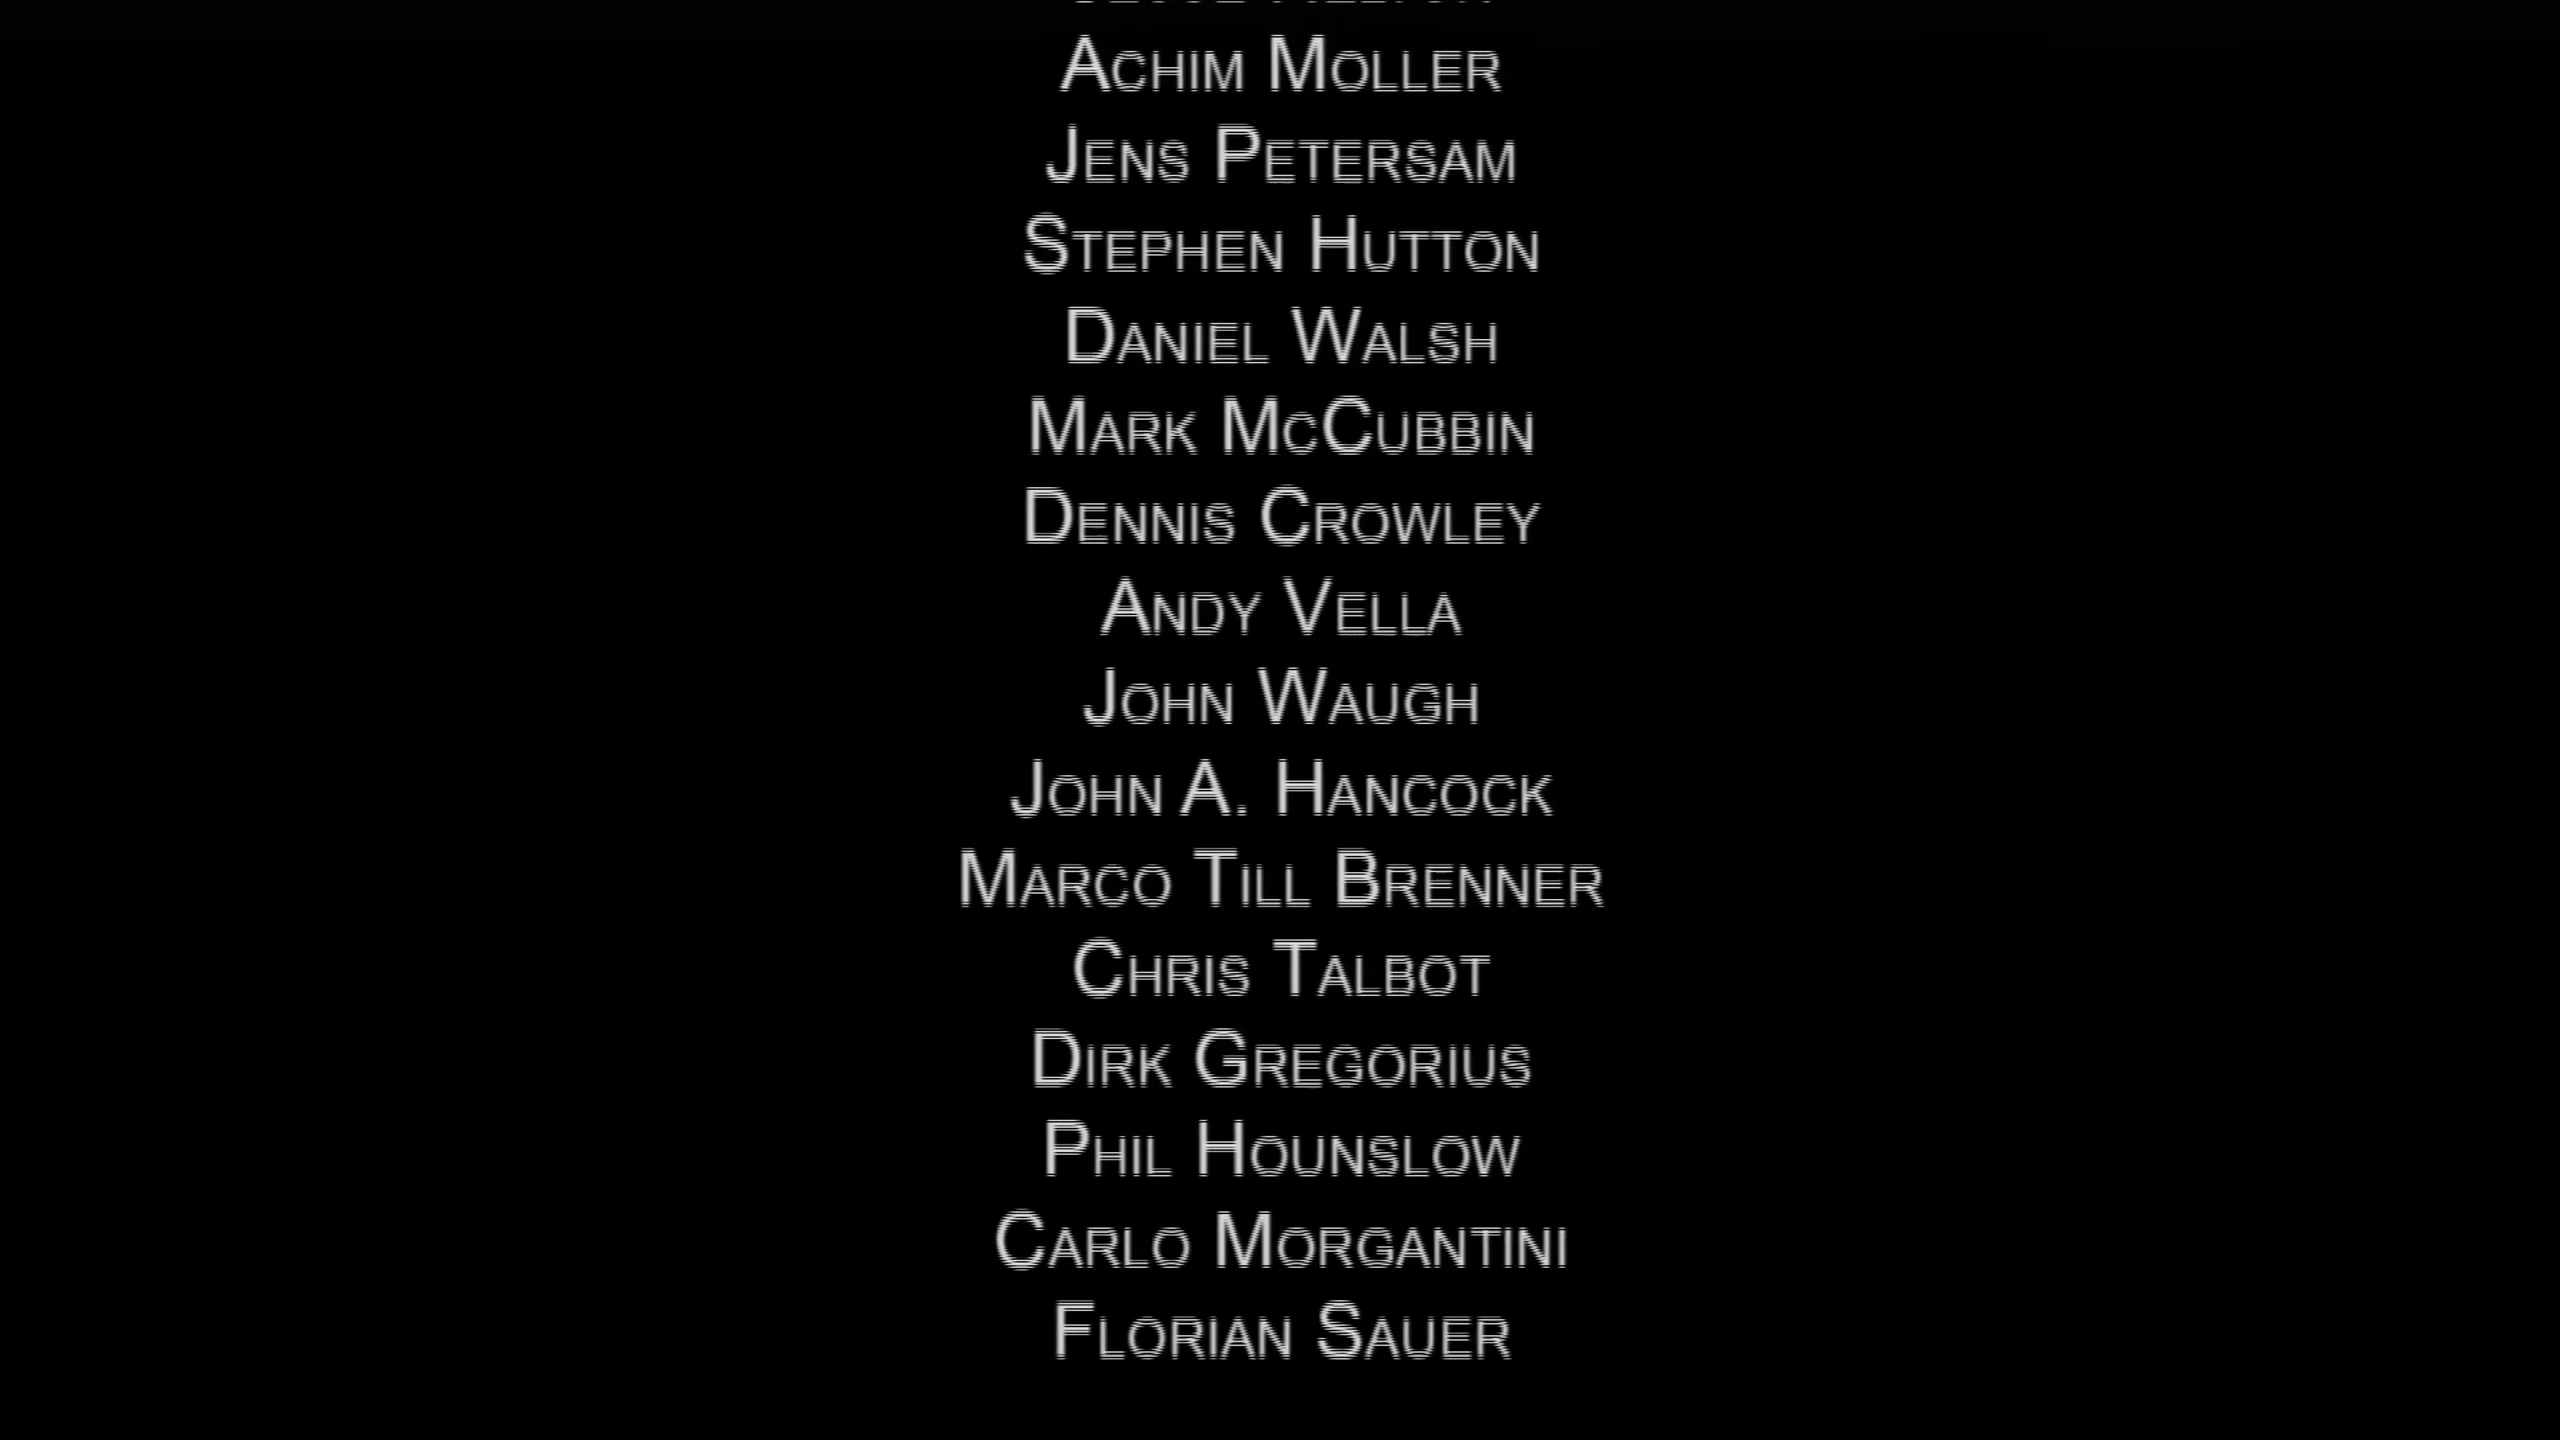 Achim Moller
Jens Petersam
Stephen Hutton
Daniel Walsh
Mark McCubbin
Dennis Crowley
Andy Vella
John Waugh
John A. Hancock
Marco Till Brenner
Chris Talbot
Dirk Gregorius
Phil Hounslow
Carlo Morgantini
Florian Sauer